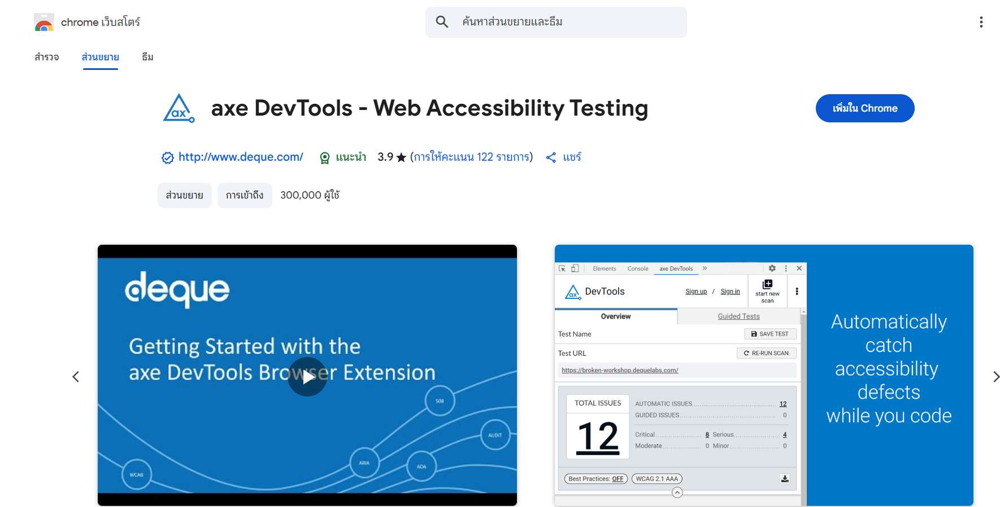 chrome เว็บสโตร์
ค้นหาส่วนขยายและธีม
สำรวจ ส่วนขยาย ธีม
ax
axe DevTools - Web Accessibility Testing
เพิ่มใน Chrome
http://www.deque.com/ แนะนำ 3.9 ★ (การให้คะแนน 122 รายการ) แชร์
ส่วนขยาย การเข้าถึง 300,000 ผู้ใช้
deque
Getting Started with the
axe DevTools Browser Extension
508
AUDIT
ARIA
ADA
WCAG
Elements Console axe DevTools »
ax DevTools Sign up / Sign in
start new
scan
Overview Guided Tests
Test Name SAVE TEST
Test URL RE-RUN SCAN
https://broken-workshop.dequelabs.com/
TOTAL ISSUES
12
AUTOMATIC ISSUES 12
GUIDED ISSUES 0
Critical 8 Serious 4
Moderate 0 Minor 0
Best Practices: OFF WCAG 2.1 AAA
Automatically
catch
accessibility
defects
while you code